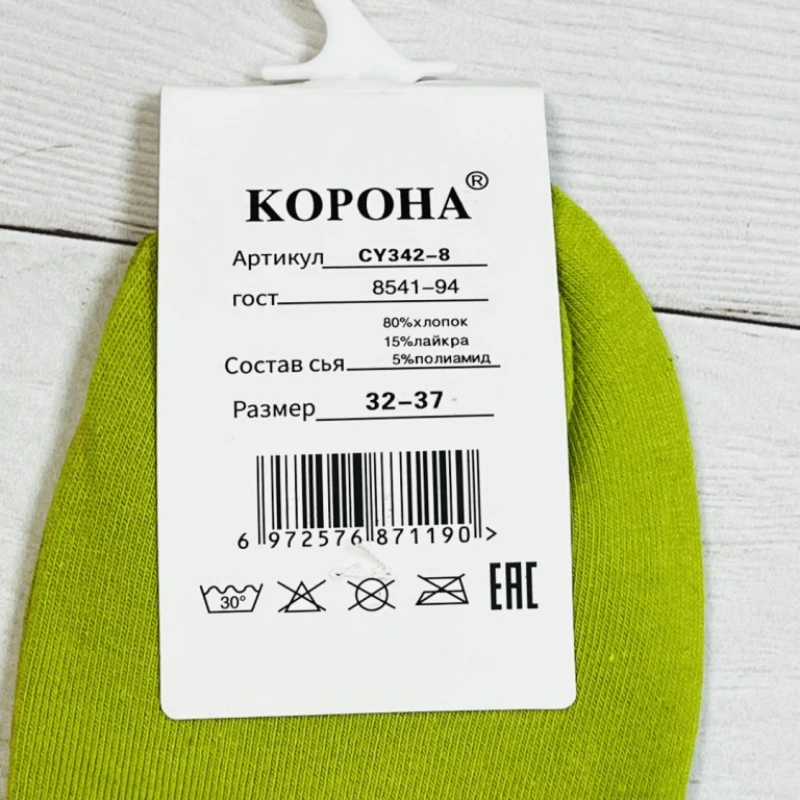 КОРОНА®
Артикул CY342-8
гост 8541-94
80%хлопок
15%лайкра
Состав сья 5%полиамид
Размер 32-37
6 972576 871190 >
30°
EAC